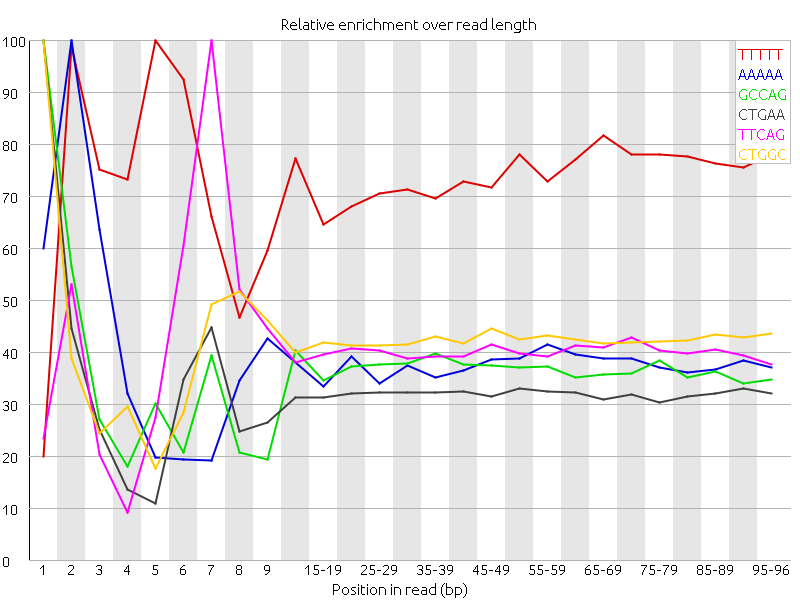 Relative enrichment over read length
100
90
80
70
60
50
40
30
20
10
0
TTTTT
AAAAA
GCCAG
CTGAA
TTCAG
CTGGC
1 2 3 4 5 6 7 8 9 15-19 25-29 35-39 45-49 55-59 65-69 75-79 85-89 95-96
Position in read (bp)